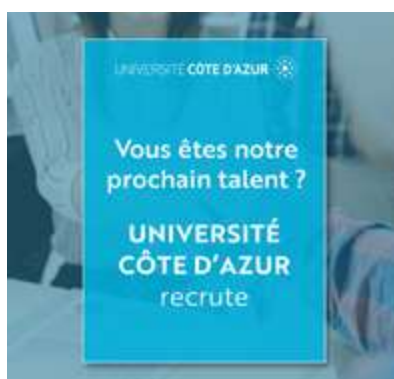 UNIVERSITÉ CÔTE D'AZUR
Vous êtes notre
prochain talent ?
UNIVERSITÉ
CÔTE D'AZUR
recrute